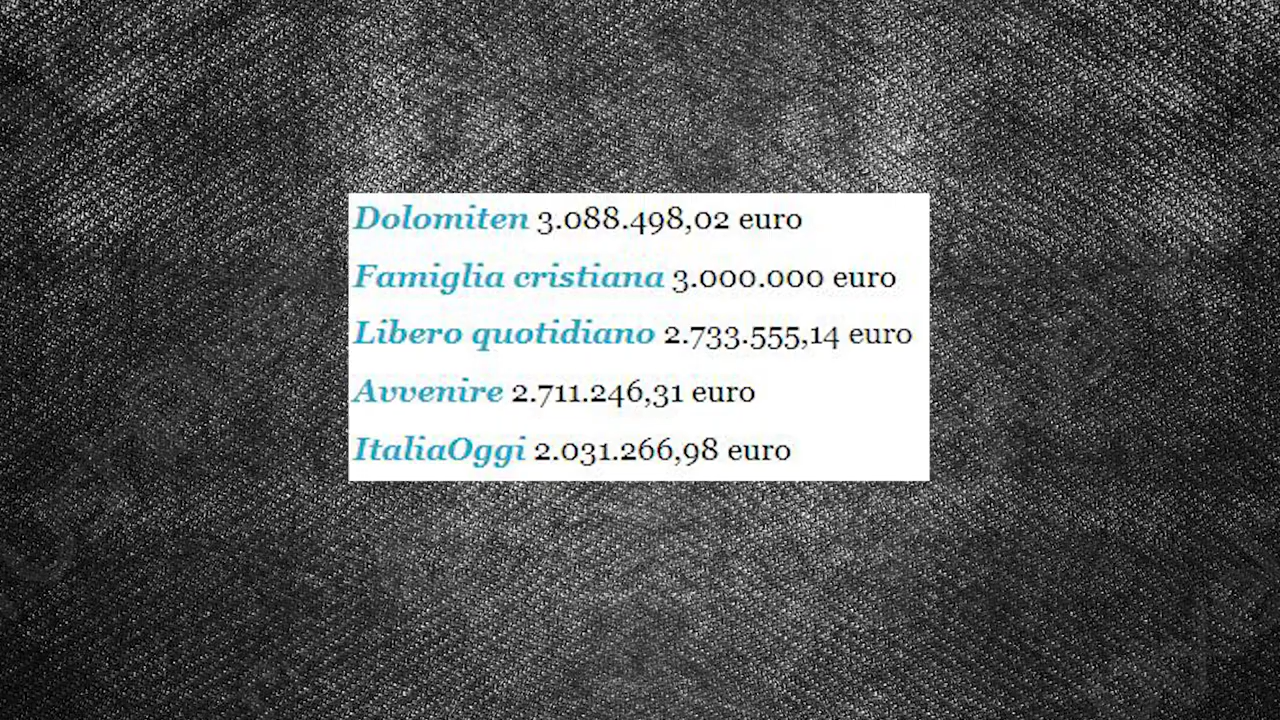 Dolomiten 3.088.498,02 euro
Famiglia cristiana 3.000.000 euro
Libero quotidiano 2.733.555,14 euro
Avvenire 2.711.246,31 euro
ItaliaOggi 2.031.266,98 euro